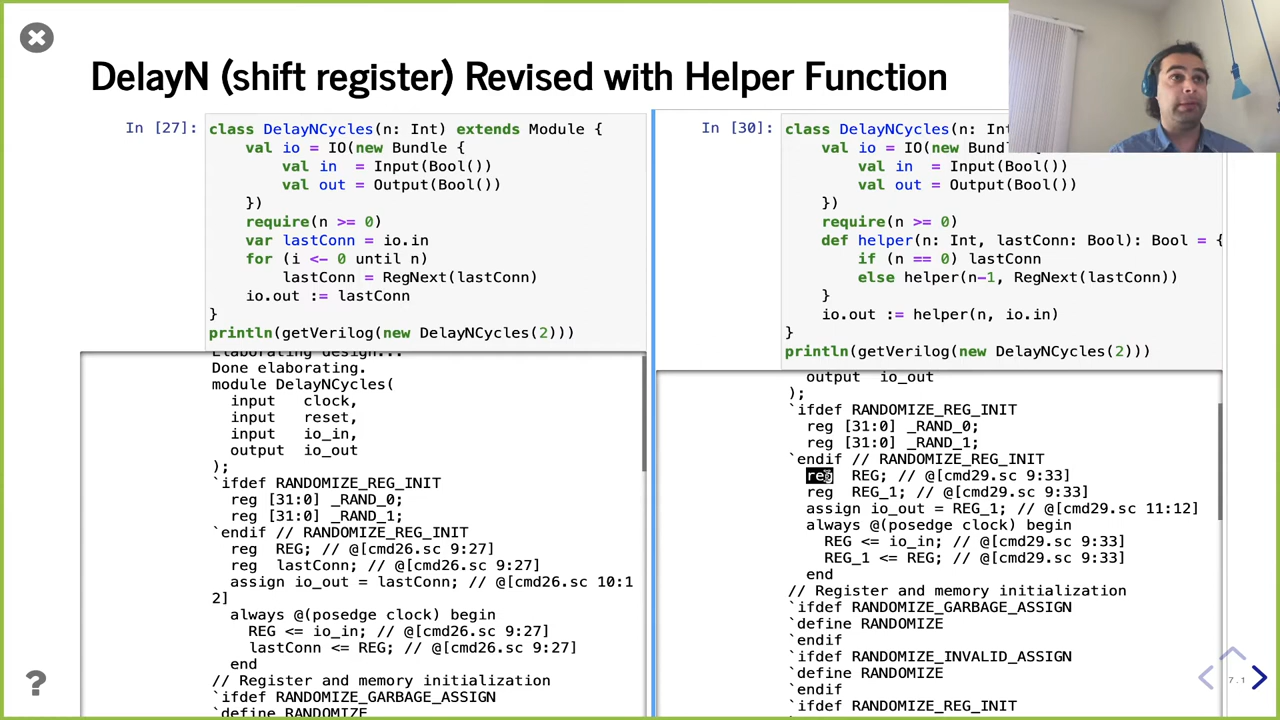 DelayN (shift register) Revised with Helper Function
In [27]:
class DelayNCycles(n: Int) extends Module {
val io = IO(new Bundle {
val in = Input(Bool())
val out = Output(Bool())
})
require(n >= 0)
var lastConn = io.in
for (i <- 0 until n)
lastConn = RegNext(lastConn)
io.out := lastConn
}
println(getVerilog(new DelayNCycles(2)))
Elaborating design...
Done elaborating.
module DelayNCycles(
input clock,
input reset,
input io_in,
output io_out
);
`ifdef RANDOMIZE_REG_INIT
reg [31:0] _RAND_0;
reg [31:0] _RAND_1;
`endif // RANDOMIZE_REG_INIT
reg REG; // @[cmd26.sc 9:27]
reg lastConn; // @[cmd26.sc 9:27]
assign io_out = lastConn; // @[cmd26.sc 10:1
2]
always @(posedge clock) begin
REG <= io_in; // @[cmd26.sc 9:27]
lastConn <= REG; // @[cmd26.sc 9:27]
end
// Register and memory initialization
`ifdef RANDOMIZE_GARBAGE_ASSIGN
`define RANDOMIZE
In [30]:
class DelayNCycles(n: Int)
val io = IO(new Bundle {
val in = Input(Bool())
val out = Output(Bool())
})
require(n >= 0)
def helper(n: Int, lastConn: Bool): Bool = {
if (n == 0) lastConn
else helper(n-1, RegNext(lastConn))
}
io.out := helper(n, io.in)
}
println(getVerilog(new DelayNCycles(2)))
output io_out
);
`ifdef RANDOMIZE_REG_INIT
reg [31:0] _RAND_0;
reg [31:0] _RAND_1;
`endif // RANDOMIZE_REG_INIT
reg REG; // @[cmd29.sc 9:33]
reg REG_1; // @[cmd29.sc 9:33]
assign io_out = REG_1; // @[cmd29.sc 11:12]
always @(posedge clock) begin
REG <= io_in; // @[cmd29.sc 9:33]
REG_1 <= REG; // @[cmd29.sc 9:33]
end
// Register and memory initialization
`ifdef RANDOMIZE_GARBAGE_ASSIGN
`define RANDOMIZE
`endif
`ifdef RANDOMIZE_INVALID_ASSIGN
`define RANDOMIZE
`endif
`ifdef RANDOMIZE_REG_INIT
?
7.1